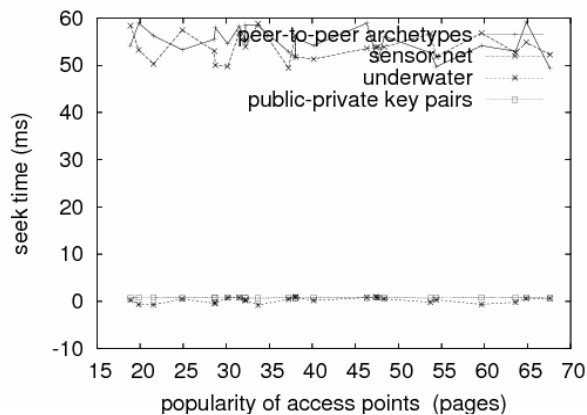 60
50
40
30
20
10
0
-10
seek time (ms)
peer-to-peer archetypes
sensor-net
underwater
public-private key pairs
15 20 25 30 35 40 45 50 55 60 65 70
popularity of access points (pages)